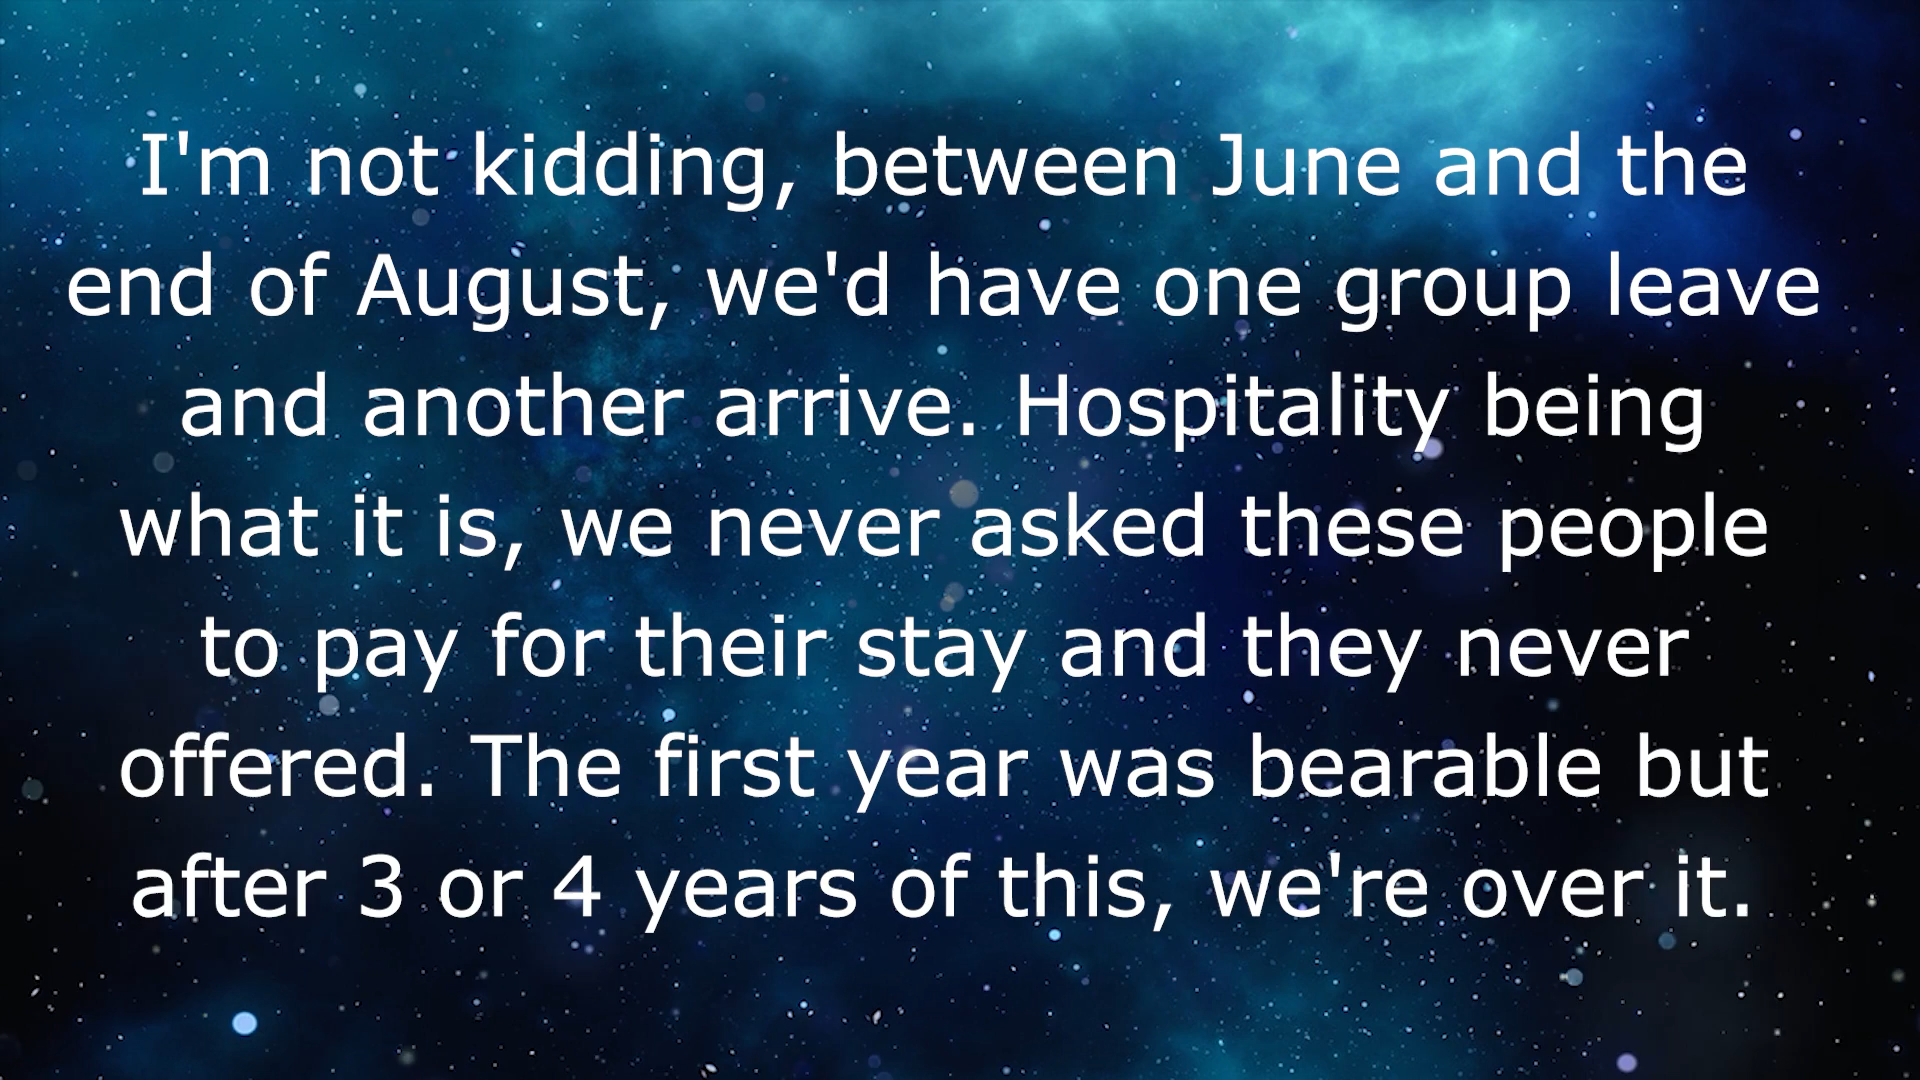 I'm not kidding, between June and the
end of August, we'd have one group leave
and another arrive. Hospitality being
what it is, we never asked these people
to pay for their stay and they never
offered. The first year was bearable but
after 3 or 4 years of this, we're over it.